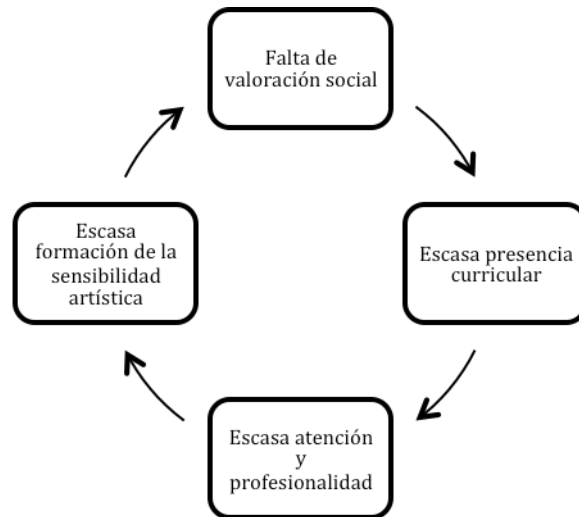 Falta de
valoración social
Escasa presencia
curricular
Escasa atención
y
profesionalidad
Escasa
formación de la
sensibilidad
artística